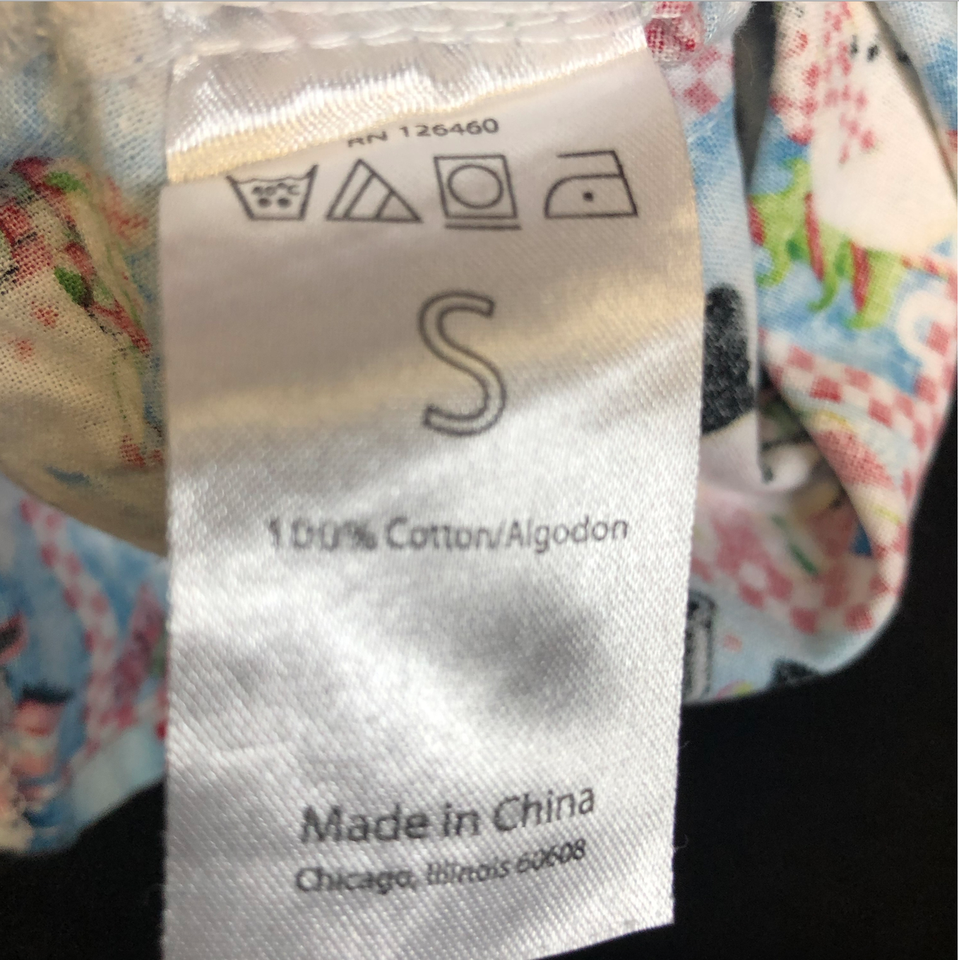 RN 126460
S
100% Cotton/Algodon
Made in China
Chicago, Illinois 60608